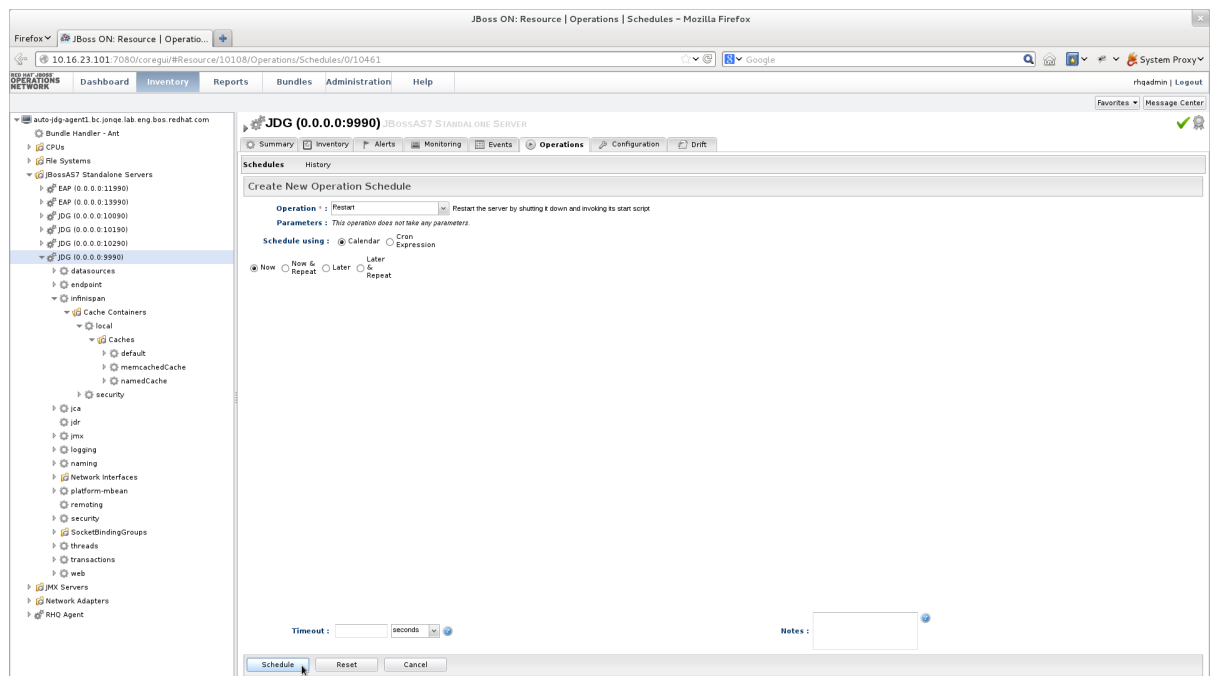 JBoss ON: Resource | Operations | Schedules – Mozilla Firefox
Firefox
JBoss ON: Resource | Operatio...
10.16.23.101:7080/coregui/#Resource/10108/Operations/Schedules/0/10461
Google
System Proxy
RED HAT JBOSS
OPERATIONS
NETWORK
Dashboard Inventory Reports Bundles Administration Help
rhqadmin | Logout
Favorites Message Center
auto-jdg-agent1.bc.jonqe.lab.eng.bos.redhat.com
Bundle Handler - Ant
CPUs
File Systems
JBossAS7 Standalone Servers
EAP (0.0.0.0:11990)
EAP (0.0.0.0:13990)
JDG (0.0.0.0:10090)
JDG (0.0.0.0:10190)
JDG (0.0.0.0:10290)
JDG (0.0.0.0:9990)
datasources
endpoint
infinispan
Cache Containers
local
Caches
default
memcachedCache
namedCache
security
jca
jdr
jmx
logging
naming
Network Interfaces
platform-mbean
remoting
security
SocketBindingGroups
threads
transactions
web
JMX Servers
Network Adapters
RHQ Agent
JDG (0.0.0.0:9990) JBossAS7 Standalone Server
Summary Inventory Alerts Monitoring Events Operations Configuration Drift
Schedules History
Create New Operation Schedule
Operation * : Restart Restart the server by shutting it down and invoking its start script
Parameters : This operation does not take any parameters.
Schedule using : Calendar Cron Expression
Now Now & Repeat Later Later & Repeat
Timeout : seconds Notes :
Schedule Reset Cancel